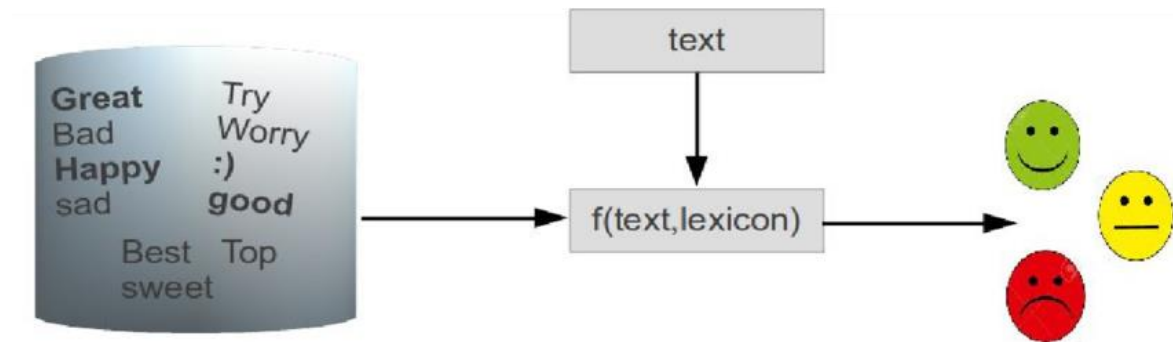 Great Try
Bad Worry
Happy :)
sad good
Best Top
sweet
text
f(text,lexicon)